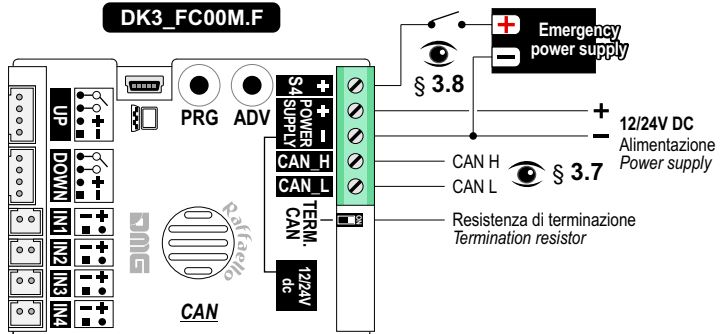 DK3_FC00M.F
Emergency
power supply
§ 3.8
S4 +
PRG
ADV
POWER
SUPPLY
+
−
+
−
12/24V DC
Alimentazione
Power supply
CAN_H
CAN H
CAN_L
CAN L
§ 3.7
TERM.
CAN
Resistenza di terminazione
Termination resistor
UP
DOWN
IN1
IN2
IN3
IN4
DMG
Raffaello
CAN
12/24V
dc